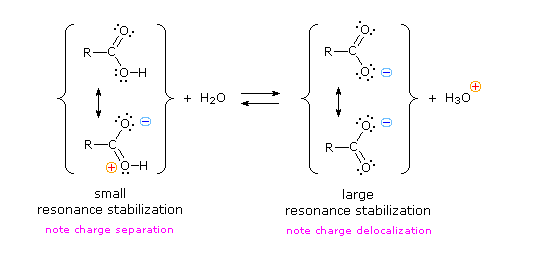 R C O O H
+ H₂O
R C O O ⊖
+ H₃O ⊕
R C O ⊖ O H ⊕
R C O ⊖ O
small
resonance stabilization
note charge separation
large
resonance stabilization
note charge delocalization